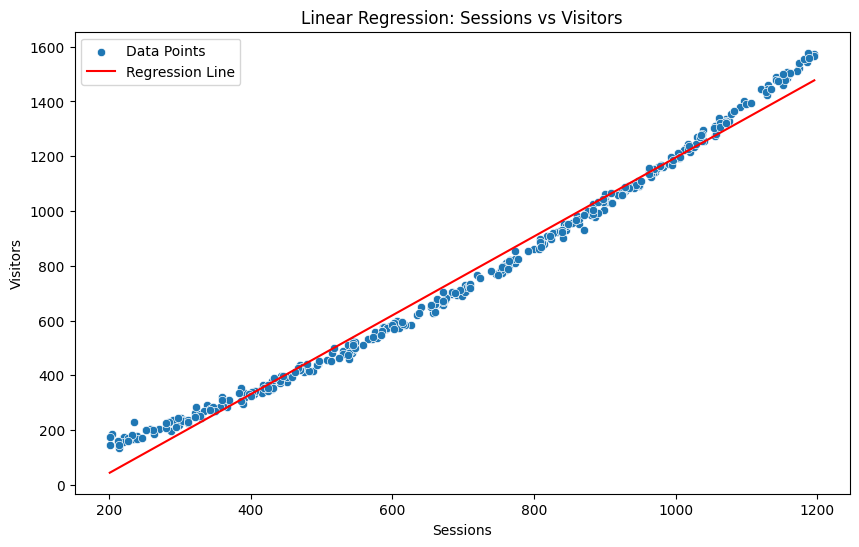 Linear Regression: Sessions vs Visitors
Data Points
Regression Line
1600
1400
1200
1000
800
600
400
200
0
Visitors
200 400 600 800 1000 1200
Sessions